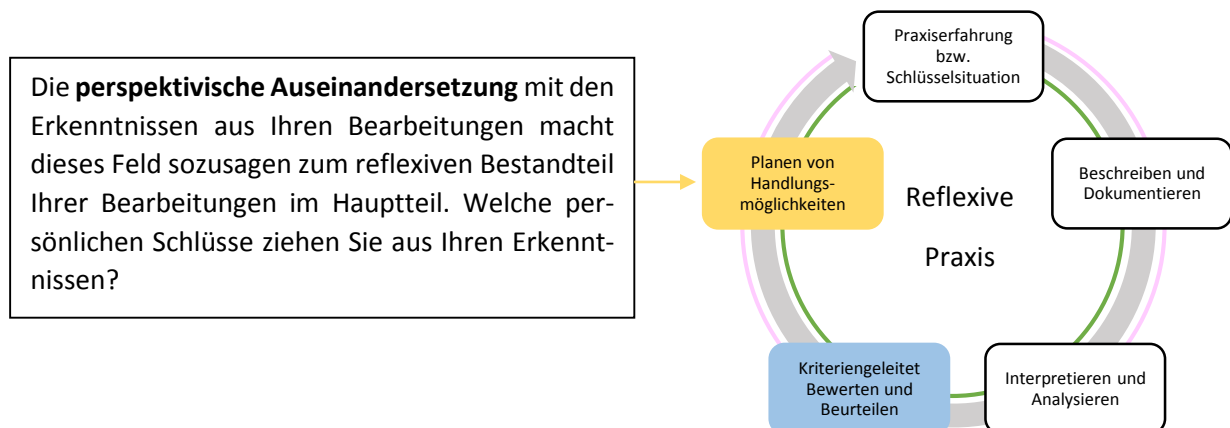 Die perspektivische Auseinandersetzung mit den
Erkenntnissen aus Ihren Bearbeitungen macht
dieses Feld sozusagen zum reflexiven Bestandteil
Ihrer Bearbeitungen im Hauptteil. Welche per-
sönlichen Schlüsse ziehen Sie aus Ihren Erkennt-
nissen?
Praxiserfahrung
bzw.
Schlüsselsituation
Beschreiben und
Dokumentieren
Interpretieren und
Analysieren
Kriteriengeleitet
Bewerten und
Beurteilen
Planen von
Handlungs-
möglichkeiten
Reflexive
Praxis